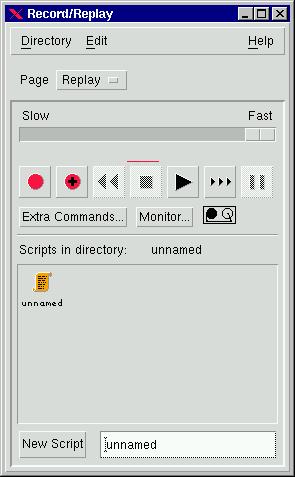 Record/Replay
Directory Edit Help
Page Replay
Slow Fast
Extra Commands... Monitor...
Scripts in directory: unnamed
unnamed
New Script unnamed